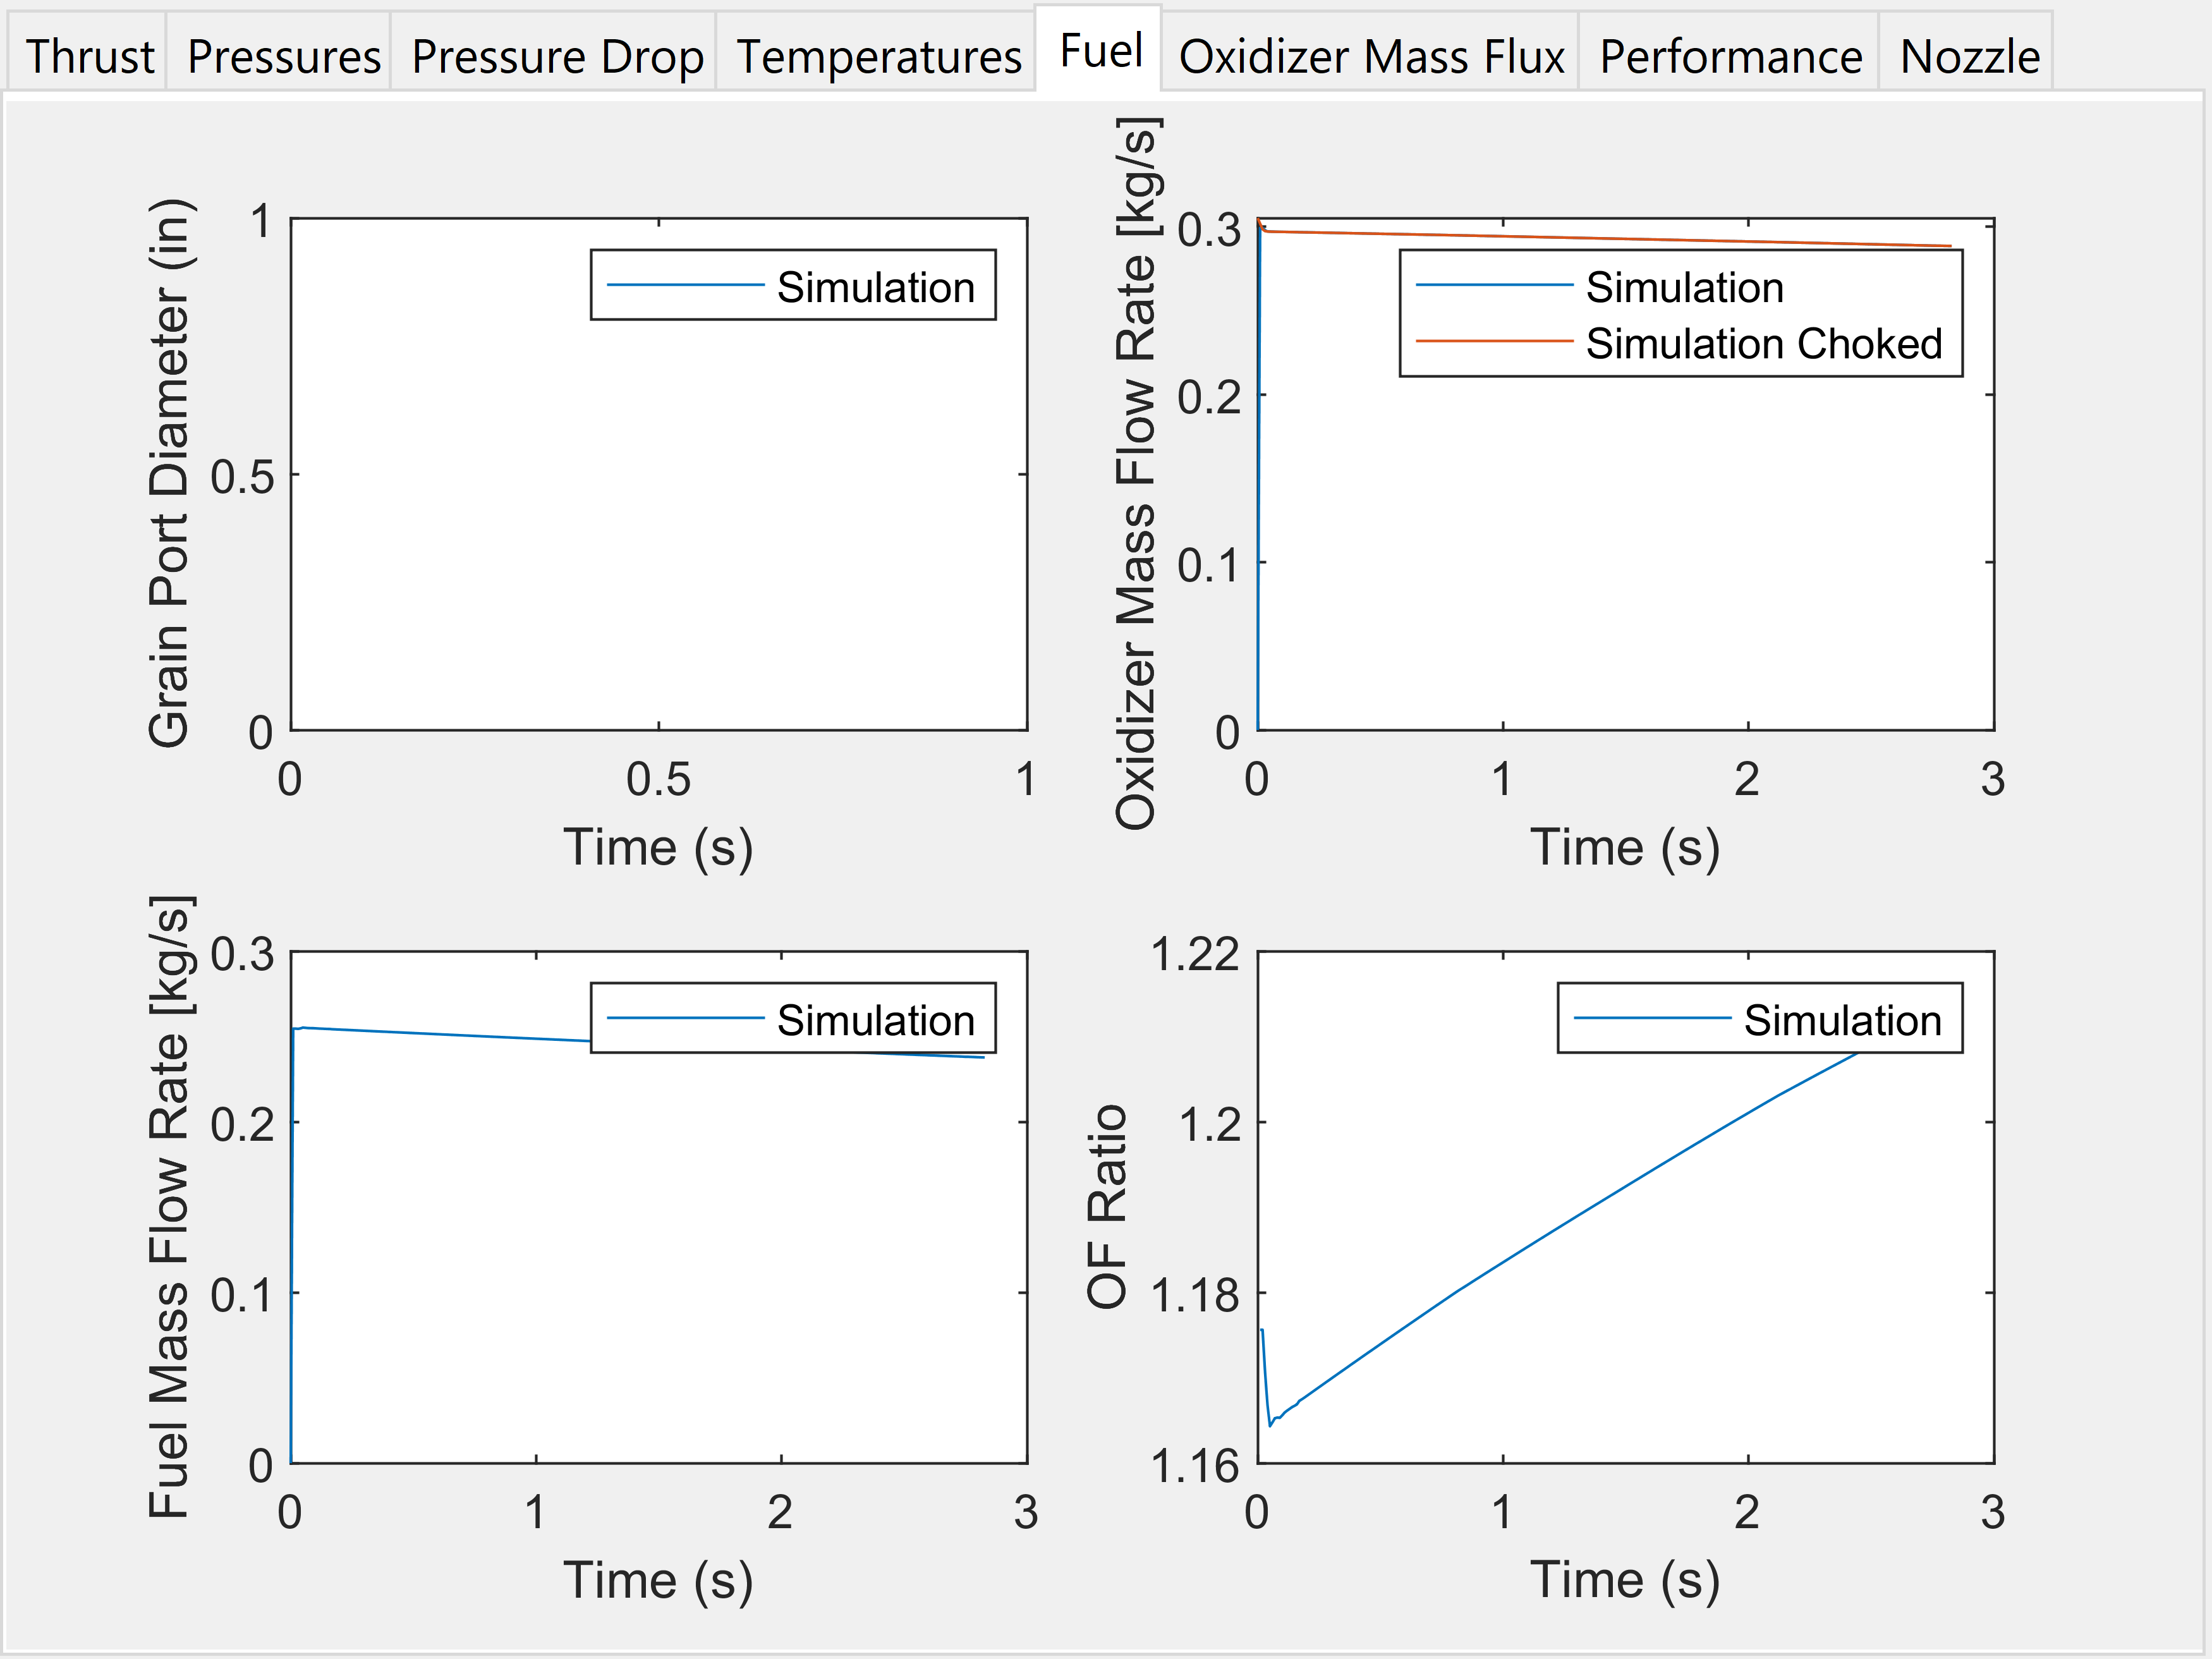 Thrust Pressures Pressure Drop Temperatures Fuel Oxidizer Mass Flux Performance Nozzle
Grain Port Diameter (in)
1
0.5
0
0 0.5 1
Time (s)
Simulation
Oxidizer Mass Flow Rate [kg/s]
0.3
0.2
0.1
0
0 1 2 3
Time (s)
Simulation
Simulation Choked
Fuel Mass Flow Rate [kg/s]
0.3
0.2
0.1
0
0 1 2 3
Time (s)
Simulation
OF Ratio
1.22
1.2
1.18
1.16
0 1 2 3
Time (s)
Simulation